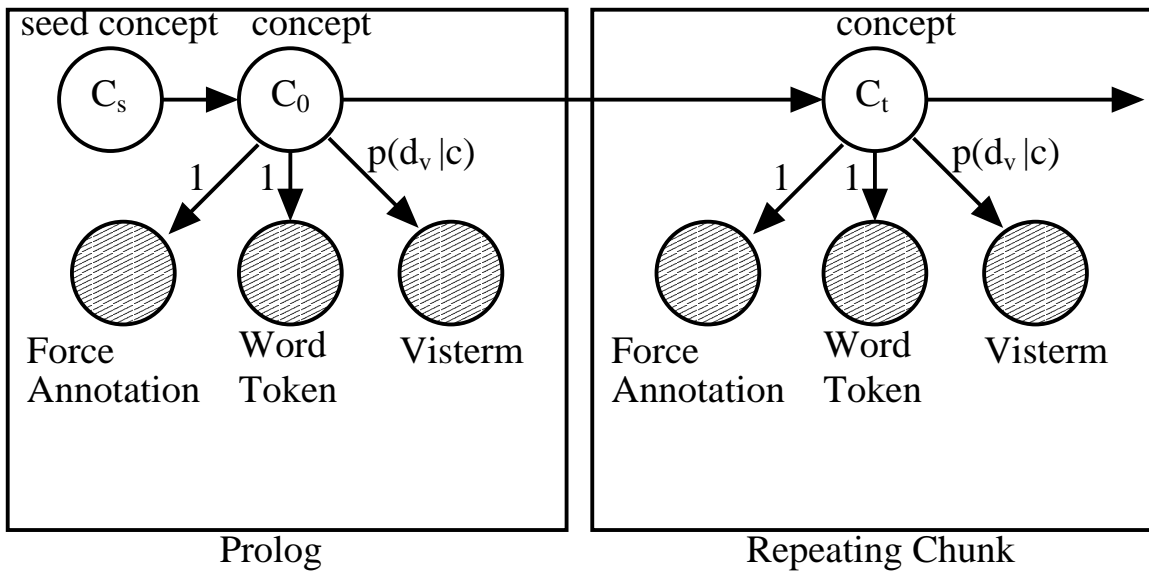 seed concept concept
C_s C_0
1 1 p(d_v|c)
Force Annotation
Word Token
Visterm
Prolog
concept
C_t
1 1 p(d_v|c)
Force Annotation
Word Token
Visterm
Repeating Chunk